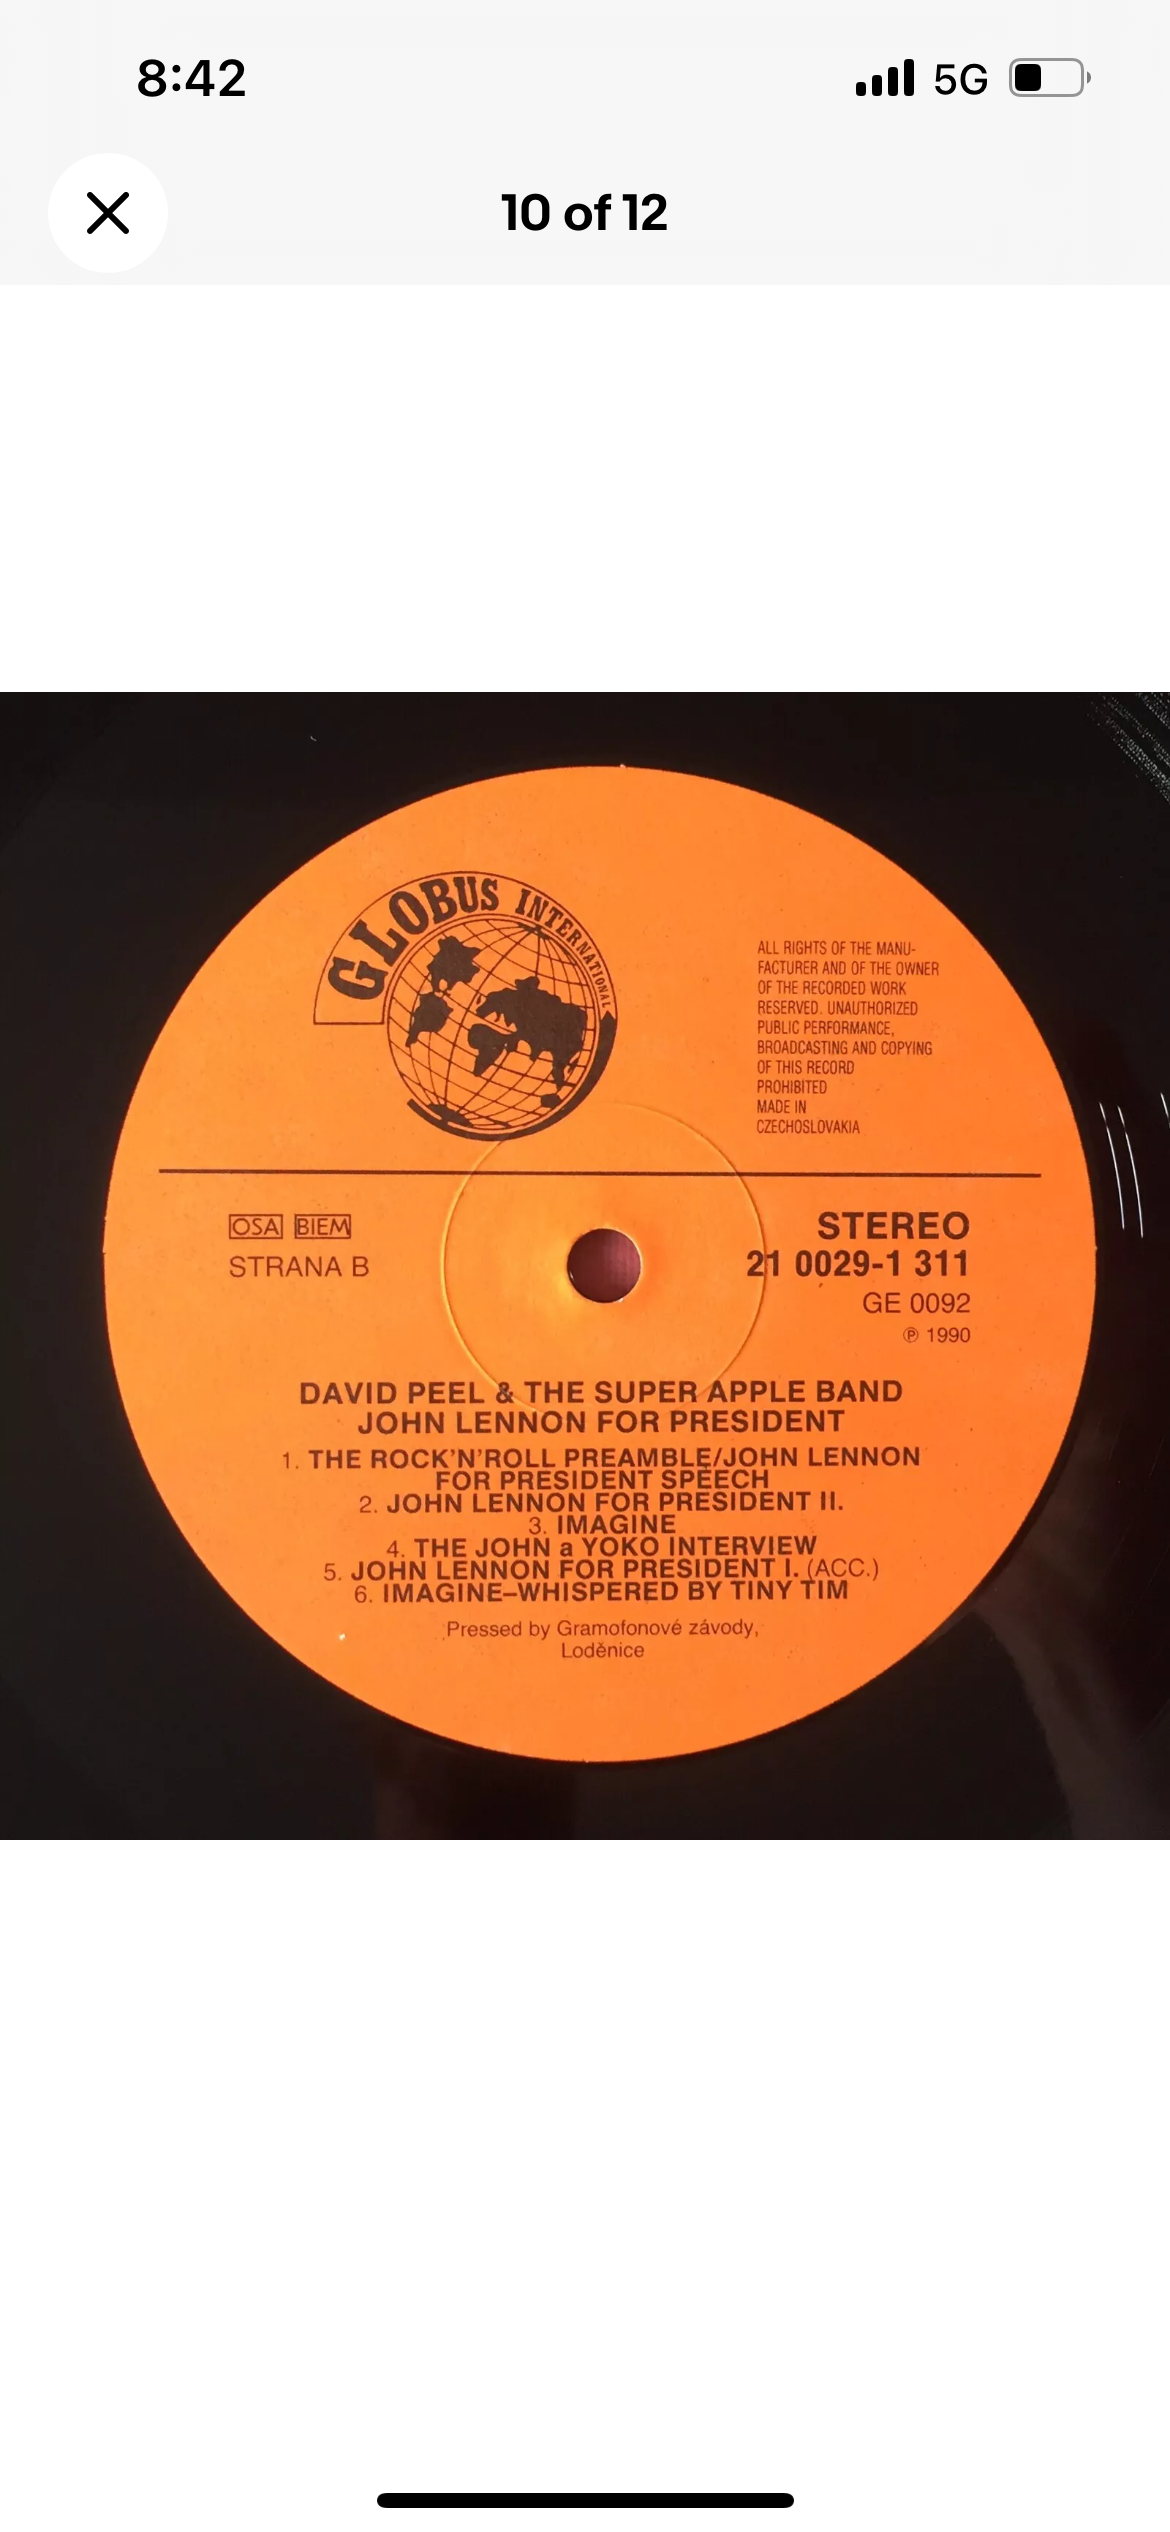 8:42
5G
10 of 12
GLOBUS INTERNATIONAL
ALL RIGHTS OF THE MANU-
FACTURER AND OF THE OWNER
OF THE RECORDED WORK
RESERVED. UNAUTHORIZED
PUBLIC PERFORMANCE,
BROADCASTING AND COPYING
OF THIS RECORD
PROHIBITED
MADE IN
CZECHOSLOVAKIA
OSA BIEM
STRANA B
STEREO
21 0029-1 311
GE 0092
℗ 1990
DAVID PEEL & THE SUPER APPLE BAND
JOHN LENNON FOR PRESIDENT
1. THE ROCK'N'ROLL PREAMBLE/JOHN LENNON
FOR PRESIDENT SPEECH
2. JOHN LENNON FOR PRESIDENT II.
3. IMAGINE
4. THE JOHN a YOKO INTERVIEW
5. JOHN LENNON FOR PRESIDENT I. (ACC.)
6. IMAGINE–WHISPERED BY TINY TIM
Pressed by Gramofonové závody,
Loděnice